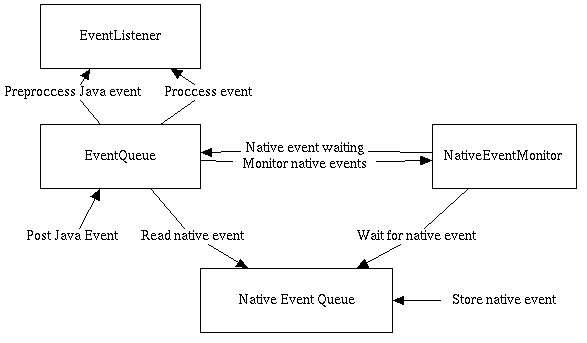 EventListener
Preproccess Java event
Proccess event
EventQueue
Native event waiting
Monitor native events
NativeEventMonitor
Post Java Event
Read native event
Wait for native event
Native Event Queue
Store native event